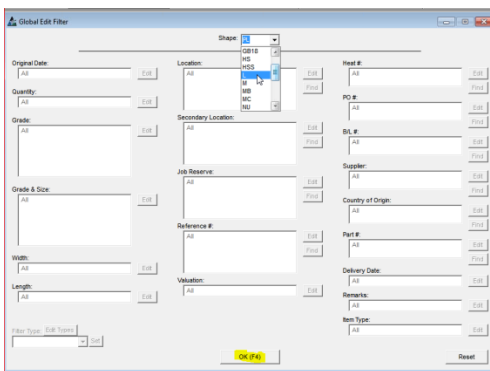 Global Edit Filter
Shape: PL
GB18
HS
HSS
L
M
MB
MC
NU
Original Date:
All
Edit
Quantity:
All
Edit
Grade:
All
Edit
Grade & Size:
All
Edit
Width:
All
Edit
Length:
All
Edit
Filter Type: Edit Types
Set
Location:
All
Edit
Find
Secondary Location:
All
Edit
Find
Job Reserve:
All
Edit
Find
Reference #:
All
Edit
Find
Valuation:
All
Edit
Heat #:
All
Edit
Find
PO #:
All
Edit
Find
B/L #:
All
Edit
Find
Supplier:
All
Edit
Find
Country of Origin:
All
Edit
Find
Part #:
All
Edit
Find
Delivery Date:
All
Edit
Remarks:
All
Edit
Item Type:
All
Edit
OK (F4)
Reset